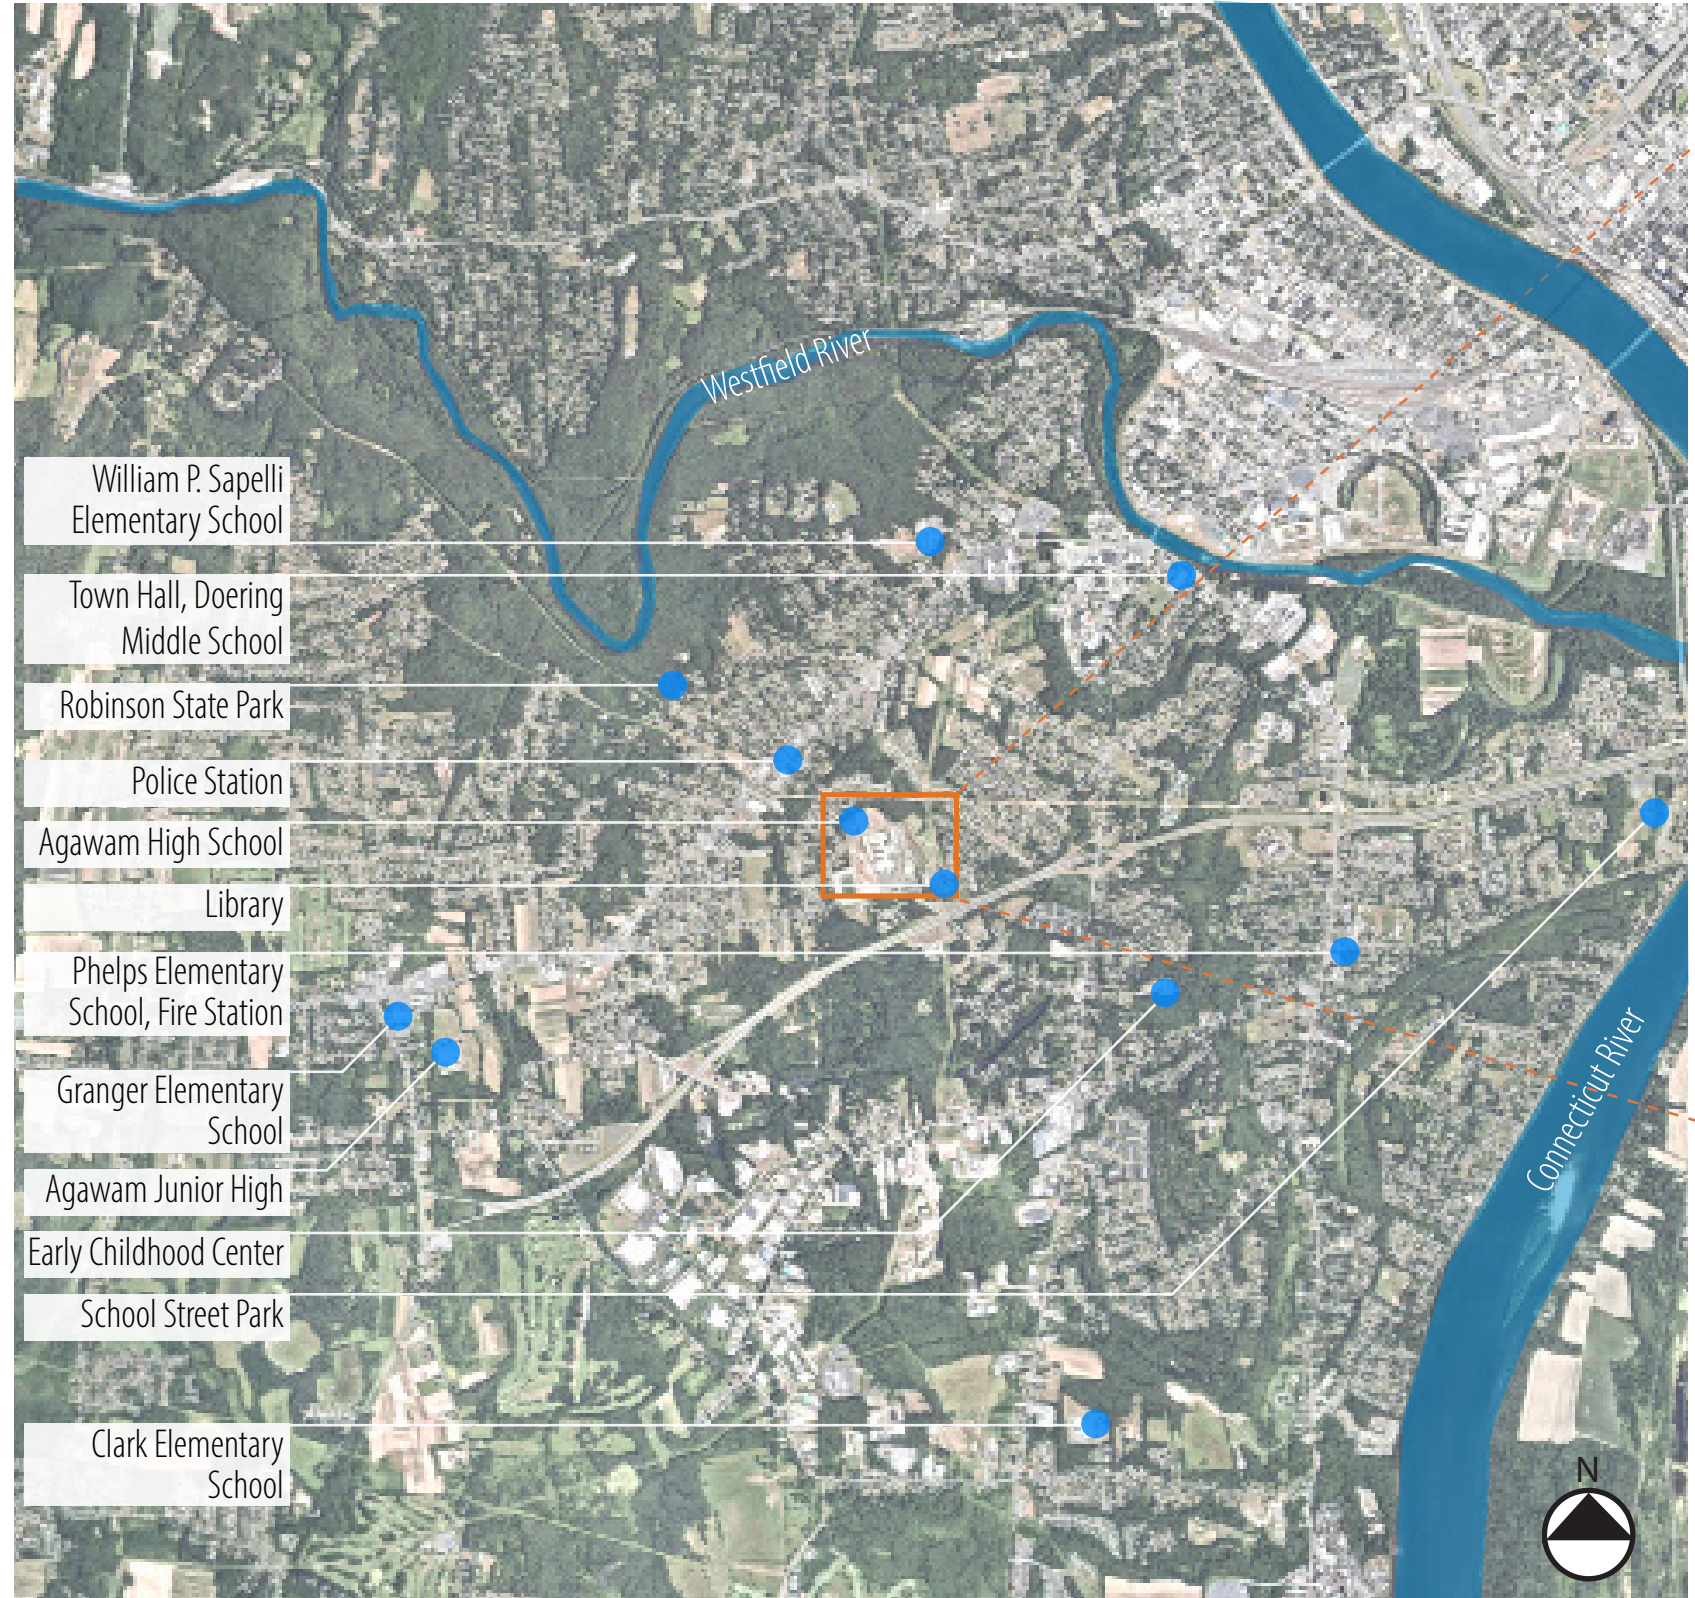 Westfield River
William P. Sapelli
Elementary School
Town Hall, Doering
Middle School
Robinson State Park
Police Station
Agawam High School
Library
Phelps Elementary
School, Fire Station
Granger Elementary
School
Agawam Junior High
Early Childhood Center
School Street Park
Connecticut River
Clark Elementary
School
N